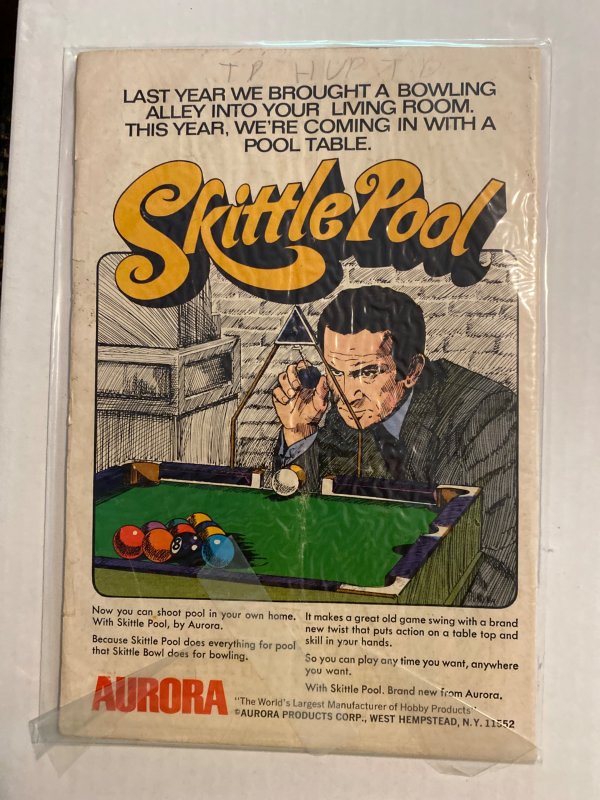 LAST YEAR WE BROUGHT A BOWLING
ALLEY INTO YOUR LIVING ROOM.
THIS YEAR, WE'RE COMING IN WITH A
POOL TABLE.
Skittle Pool
8
Now you can shoot pool in your own home.
With Skittle Pool, by Aurora.
Because Skittle Pool does everything for pool
that Skittle Bowl does for bowling.
It makes a great old game swing with a brand
new twist that puts action on a table top and
skill in your hands.
So you can play any time you want, anywhere
you want.
With Skittle Pool. Brand new from Aurora.
AURORA
"The World's Largest Manufacturer of Hobby Products"
©AURORA PRODUCTS CORP., WEST HEMPSTEAD, N.Y. 11552